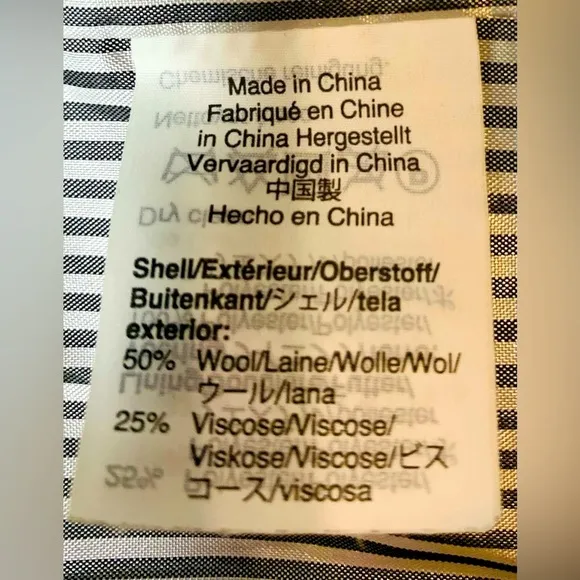 Made in China
Fabriqué en Chine
in China Hergestellt
Vervaardigd in China
中国製
Hecho en China
Shell/Extérieur/Oberstoff/
Buitenkant/シェル/tela
exterior:
50% Wool/Laine/Wolle/Wol/
ウール/lana
25% Viscose/Viscose/
Viskose/Viscose/ビス
コース/viscosa